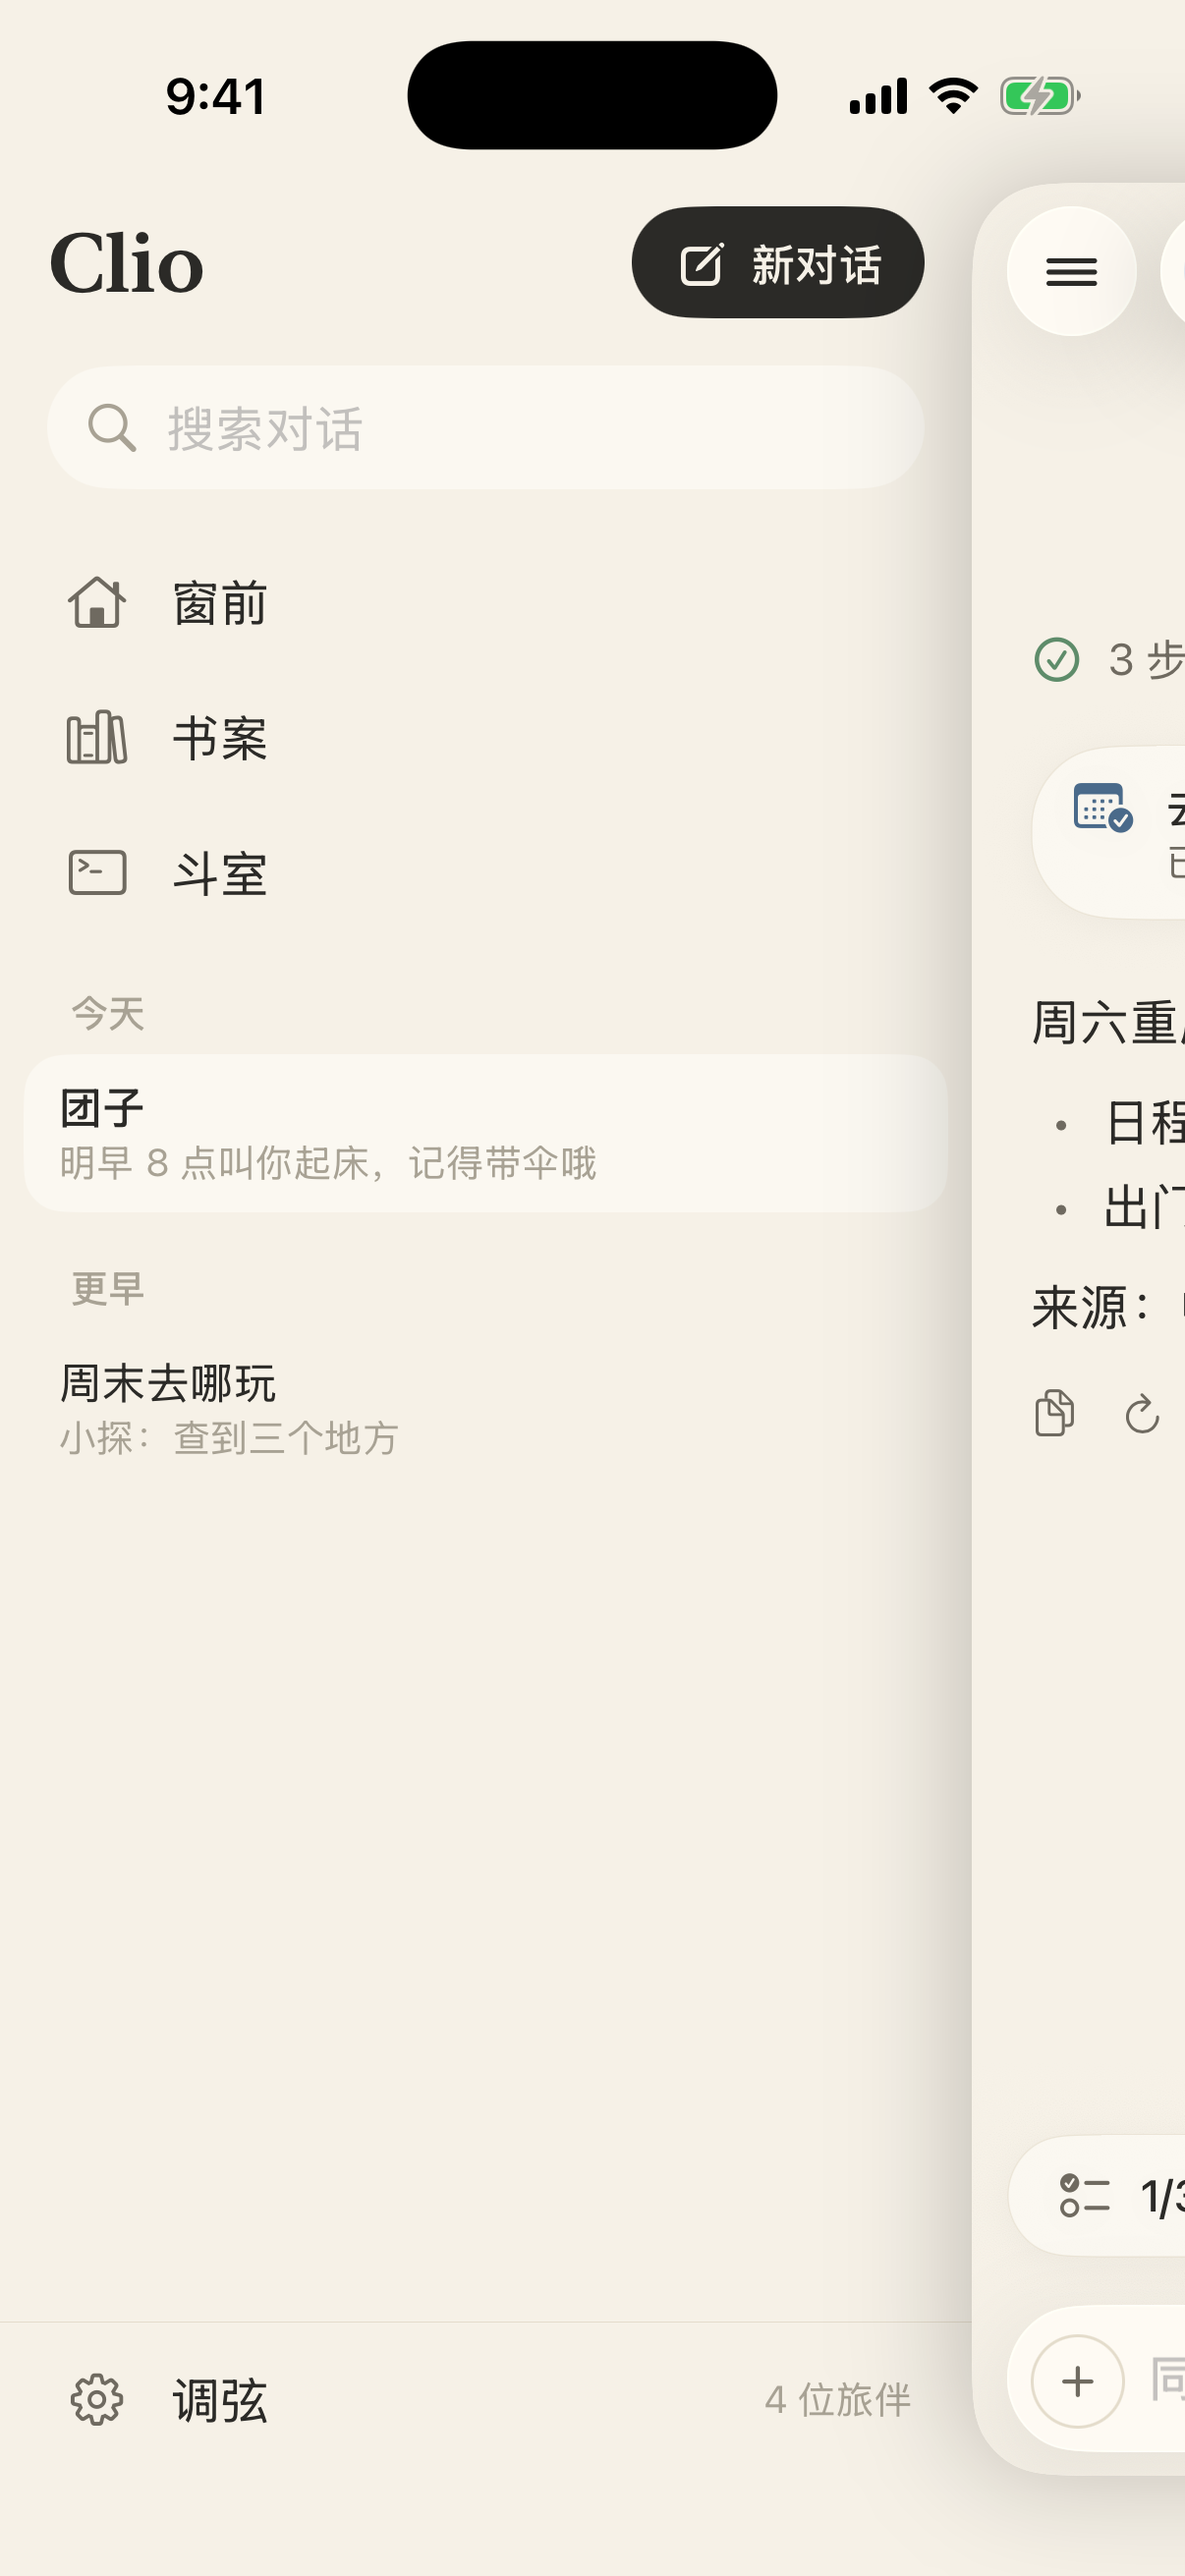 9:41
Clio
新对话
搜索对话
窗前
书案
斗室
今天
团子
明早 8 点叫你起床，记得带伞哦
更早
周末去哪玩
小探：查到三个地方
调弦
4 位旅伴
3 步
周六重
日程
出门
来源：
1/3
同